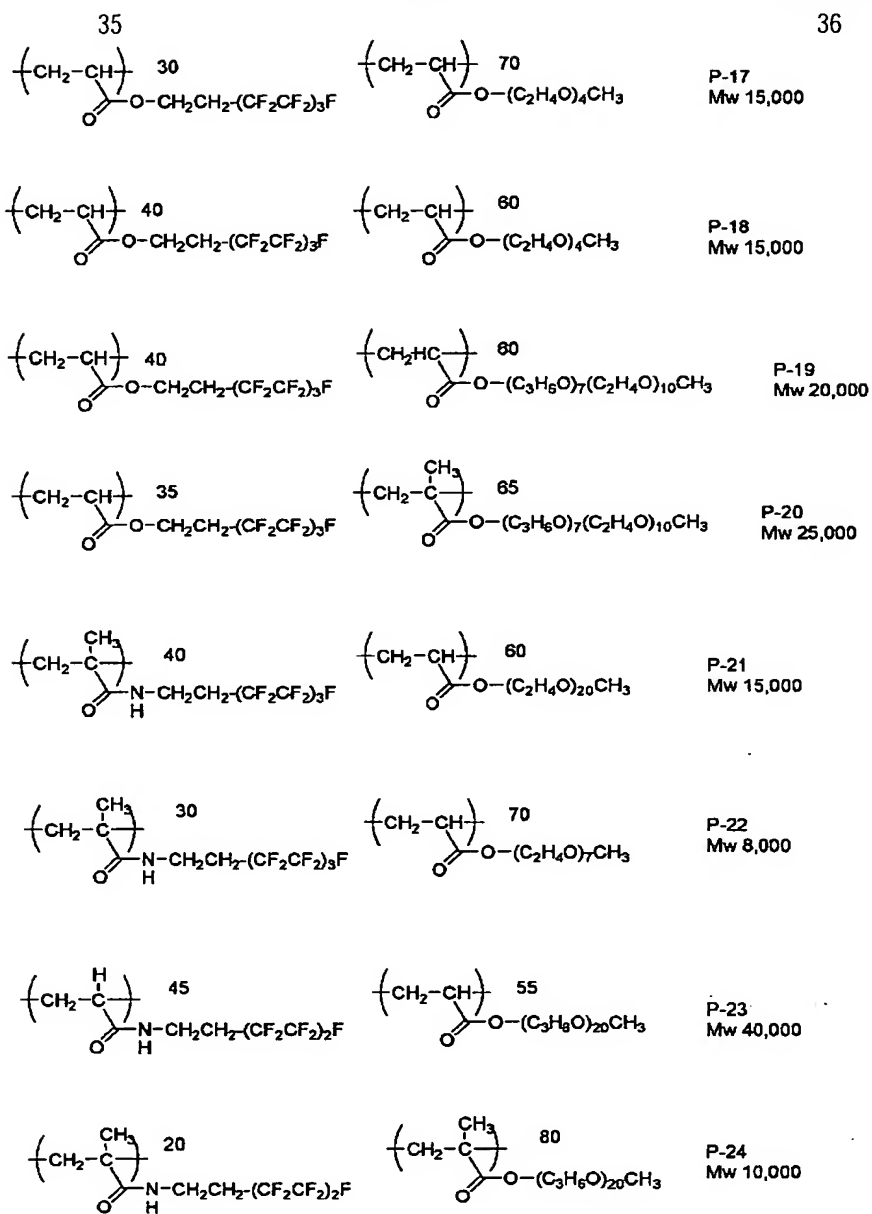 35 36
(CH2-CH) 30 (CH2-CH) 70 P-17
O O-CH2CH2-(CF2CF2)3F O O-(C2H4O)4CH3 Mw 15,000
(CH2-CH) 40 (CH2-CH) 60 P-18
C-O-CH2CH2-(CF2CF2)3F C-O-(C2H4O)4CH3 Mw 15,000
O O
(CH2-CH) 40 (CH2HC) 60 P-19
C-O-CH2CH2-(CF2CF2)3F C-O-(C3H6O)7(C2H4O)10CH3 Mw 20,000
O O
CH3
(CH2-CH) 35 (CH2-C) 65 P-20
C-O-CH2CH2-(CF2CF2)3F C-O-(C3H6O)7(C2H4O)10CH3 Mw 25,000
O O
CH3
(CH2-C) 40 (CH2-CH) 60 P-21
C-N-CH2CH2-(CF2CF2)3F C-O-(C2H4O)20CH3 Mw 15,000
O H O
CH3
(CH2-C) 30 (CH2-CH) 70 P-22
C-N-CH2CH2-(CF2CF2)3F C-O-(C2H4O)7CH3 Mw 8,000
O H O
H
(CH2-C) 45 (CH2-CH) 55 P-23
C-N-CH2CH2-(CF2CF2)2F C-O-(C3H6O)20CH3 Mw 40,000
O H O
CH3 CH3
(CH2-C) 20 (CH2-C) 80 P-24
C-N-CH2CH2-(CF2CF2)2F C-O-(C3H6O)20CH3 Mw 10,000
O H O